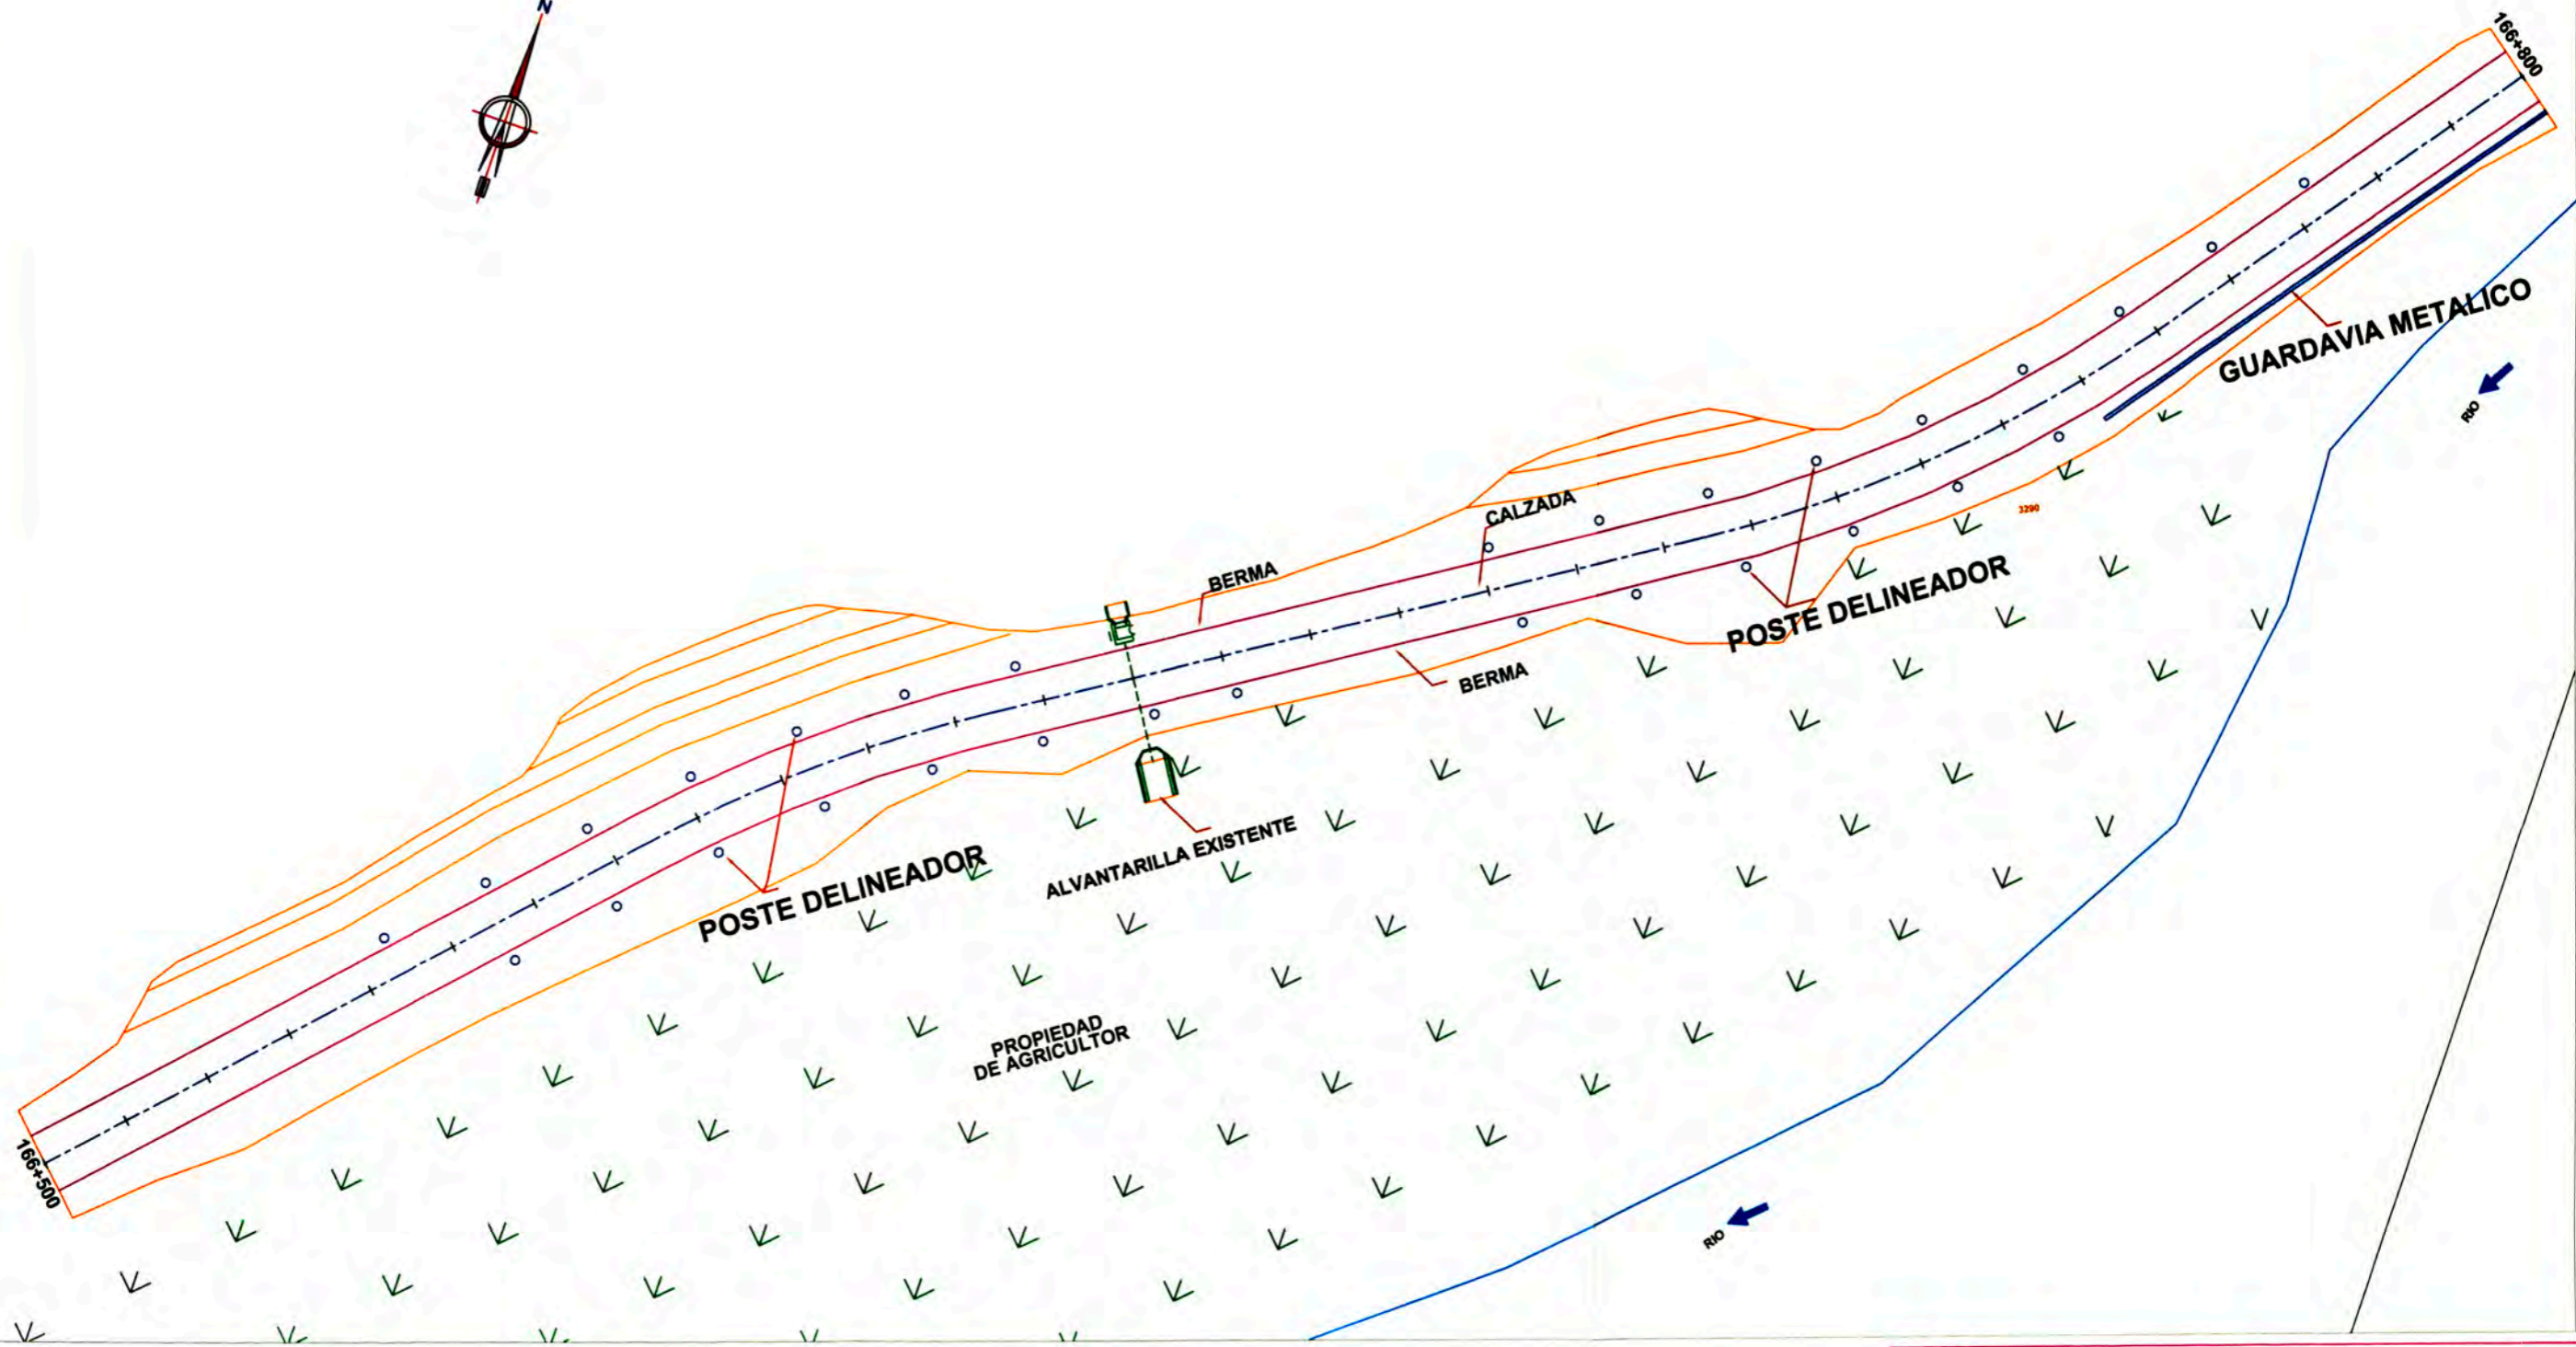 N
166+800
GUARDAVIA METALICO
RIO
CALZADA
3290
BERMA
POSTE DELINEADOR
BERMA
ALVANTARILLA EXISTENTE
POSTE DELINEADOR
PROPIEDAD
DE AGRICULTOR
166+500
RIO